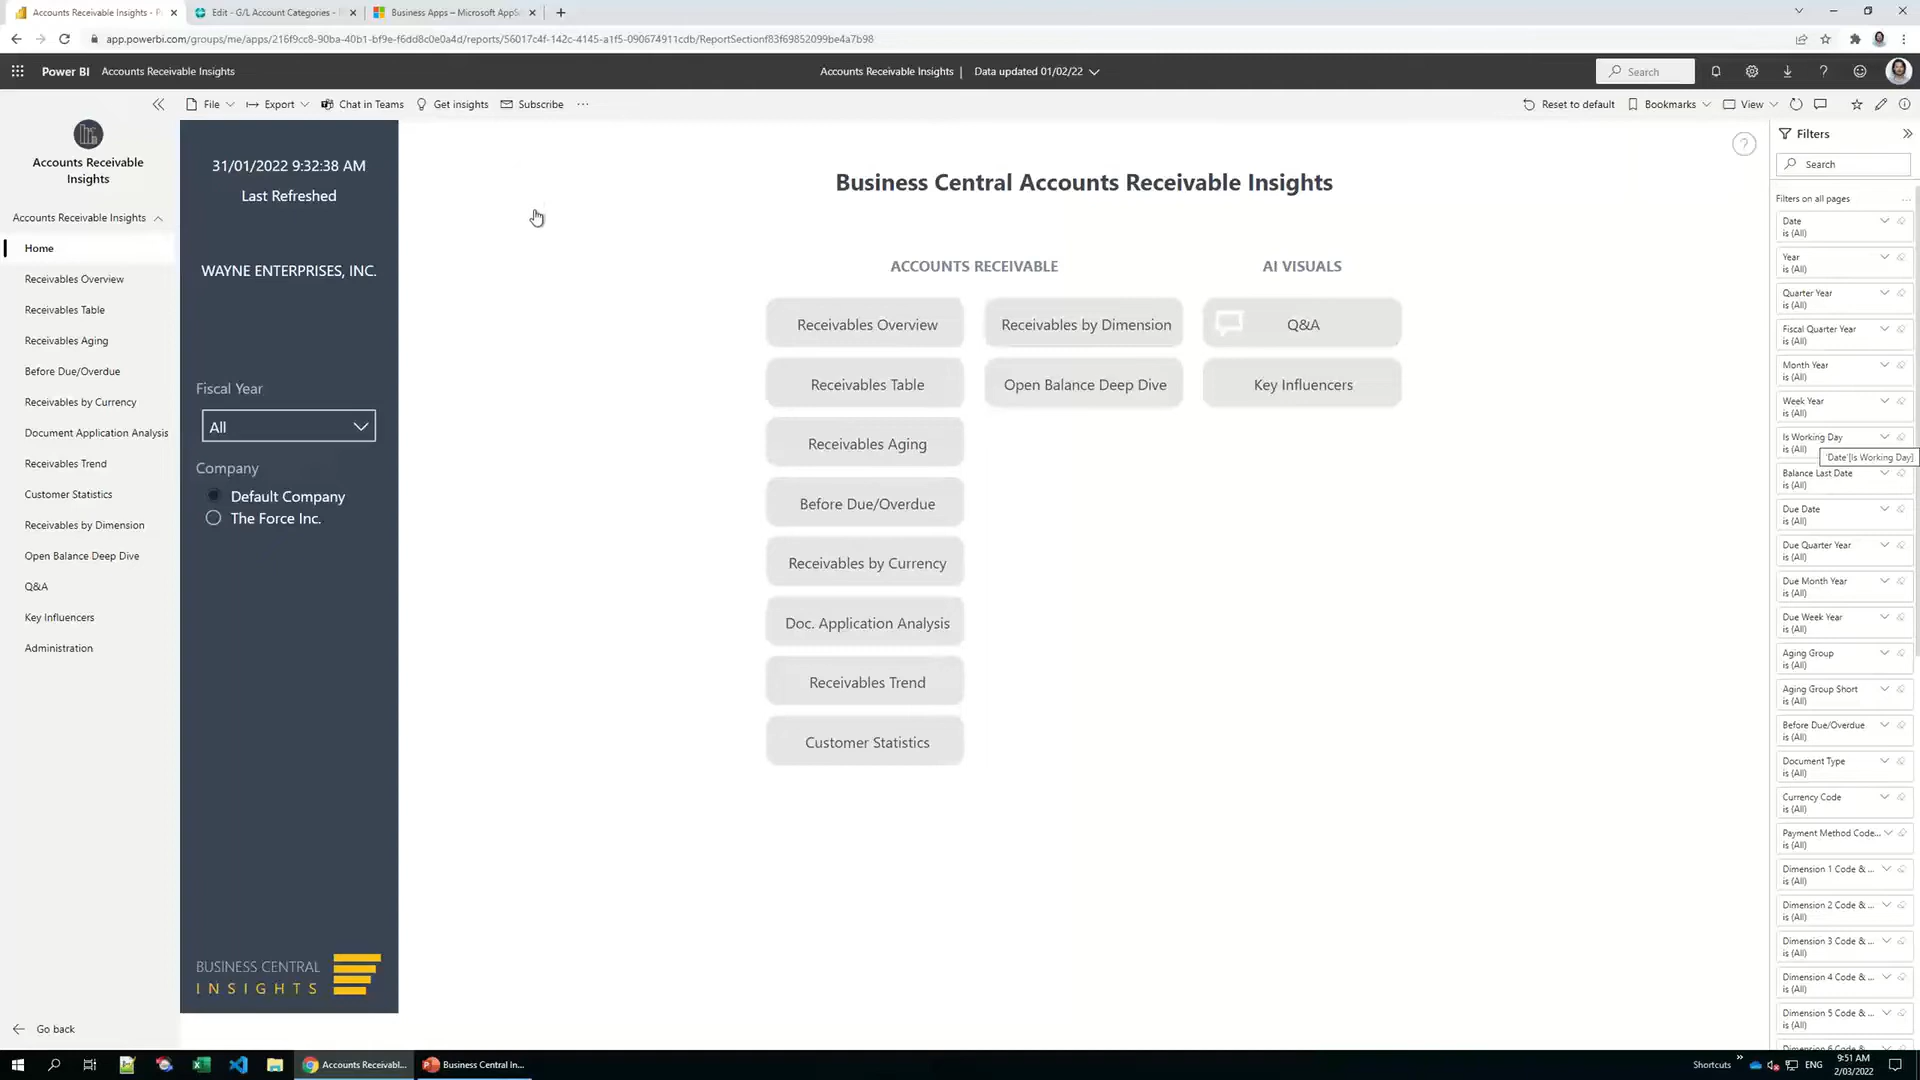 Accounts Receivable Insights - P
Edit - G/L Account Categories -
Business Apps – Microsoft AppS
app.powerbi.com/groups/me/apps/216f9cc8-90ba-40b1-bf9e-f6dd8c0e0a4d/reports/56017c4f-142c-4145-a1f5-090674911cdb/ReportSectionf83f69852099be4a7b98
Power BI Accounts Receivable Insights
Accounts Receivable Insights | Data updated 01/02/22
Search
File Export Chat in Teams Get insights Subscribe ...
Reset to default Bookmarks View
Accounts Receivable
Insights
Accounts Receivable Insights
Home
Receivables Overview
Receivables Table
Receivables Aging
Before Due/Overdue
Receivables by Currency
Document Application Analysis
Receivables Trend
Customer Statistics
Receivables by Dimension
Open Balance Deep Dive
Q&A
Key Influencers
Administration
Go back
31/01/2022 9:32:38 AM
Last Refreshed
WAYNE ENTERPRISES, INC.
Fiscal Year
All
Company
Default Company
The Force Inc.
BUSINESS CENTRAL
INSIGHTS
Business Central Accounts Receivable Insights
ACCOUNTS RECEIVABLE
AI VISUALS
Receivables Overview
Receivables by Dimension
Q&A
Receivables Table
Open Balance Deep Dive
Key Influencers
Receivables Aging
Before Due/Overdue
Receivables by Currency
Doc. Application Analysis
Receivables Trend
Customer Statistics
?
Filters
Search
Filters on all pages ...
Date
is (All)
Year
is (All)
Quarter Year
is (All)
Fiscal Quarter Year
is (All)
Month Year
is (All)
Week Year
is (All)
Is Working Day
is (All)
'Date'[Is Working Day]
Balance Last Date
is (All)
Due Date
is (All)
Due Quarter Year
is (All)
Due Month Year
is (All)
Due Week Year
is (All)
Aging Group
is (All)
Aging Group Short
is (All)
Before Due/Overdue
is (All)
Document Type
is (All)
Currency Code
is (All)
Payment Method Code...
is (All)
Dimension 1 Code & ...
is (All)
Dimension 2 Code & ...
is (All)
Dimension 3 Code & ...
is (All)
Dimension 4 Code & ...
is (All)
Dimension 5 Code & ...
is (All)
Accounts Receivabl...
Business Central In...
Shortcuts
ENG
9:51 AM
2/03/2022